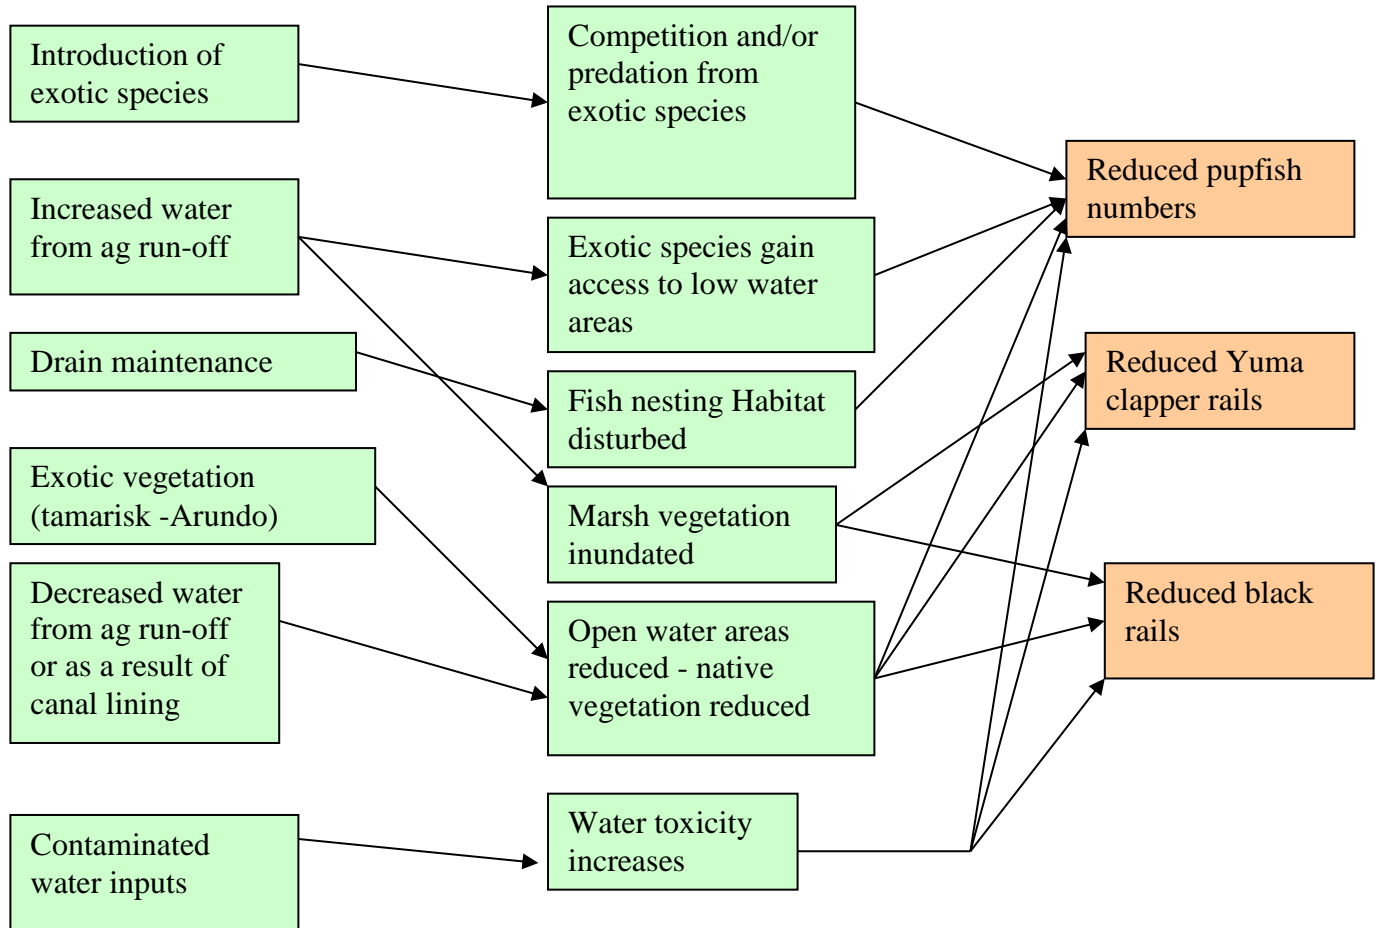 Introduction of
exotic species
Increased water
from ag run-off
Drain maintenance
Exotic vegetation
(tamarisk -Arundo)
Decreased water
from ag run-off
or as a result of
canal lining
Contaminated
water inputs
Competition and/or
predation from
exotic species
Exotic species gain
access to low water
areas
Fish nesting Habitat
disturbed
Marsh vegetation
inundated
Open water areas
reduced - native
vegetation reduced
Water toxicity
increases
Reduced pupfish
numbers
Reduced Yuma
clapper rails
Reduced black
rails